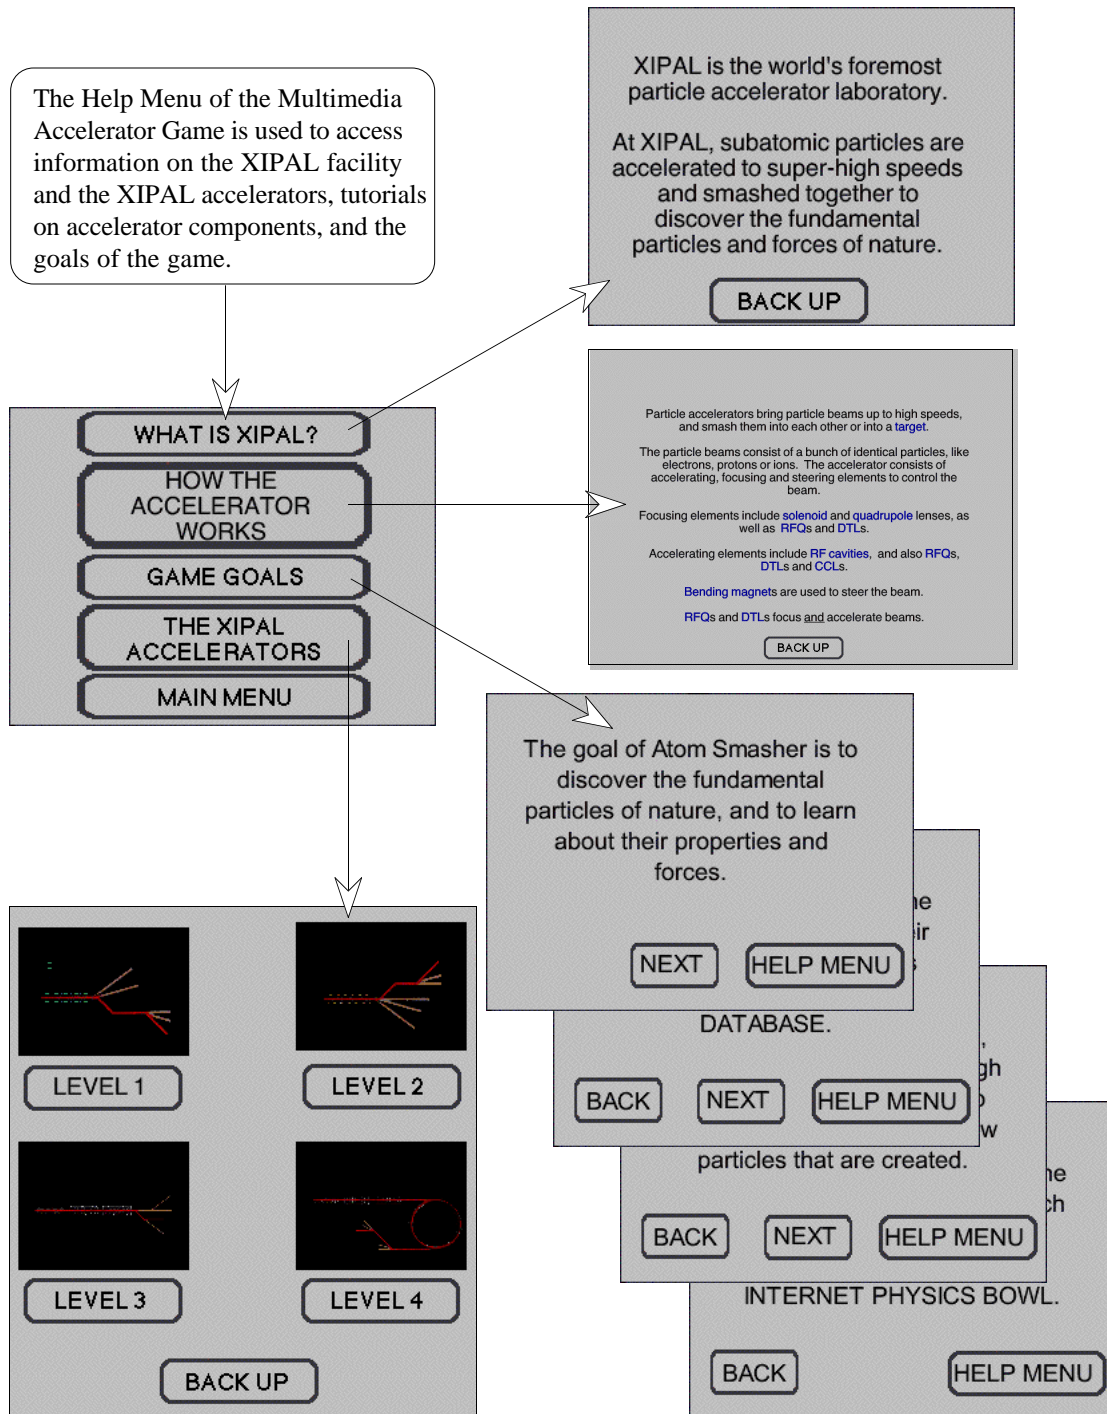 The Help Menu of the Multimedia
Accelerator Game is used to access
information on the XIPAL facility
and the XIPAL accelerators, tutorials
on accelerator components, and the
goals of the game.
XIPAL is the world's foremost
particle accelerator laboratory.
At XIPAL, subatomic particles are
accelerated to super-high speeds
and smashed together to
discover the fundamental
particles and forces of nature.
BACK UP
WHAT IS XIPAL?
HOW THE
ACCELERATOR
WORKS
GAME GOALS
THE XIPAL
ACCELERATORS
MAIN MENU
Particle accelerators bring particle beams up to high speeds,
and smash them into each other or into a target.
The particle beams consist of a bunch of identical particles, like
electrons, protons or ions. The accelerator consists of
accelerating, focusing and steering elements to control the
beam.
Focusing elements include solenoid and quadrupole lenses, as
well as RFQs and DTLs.
Accelerating elements include RF cavities, and also RFQs,
DTLs and CCLs.
Bending magnets are used to steer the beam.
RFQs and DTLs focus and accelerate beams.
BACK UP
The goal of Atom Smasher is to
discover the fundamental
particles of nature, and to learn
about their properties and
forces.
NEXT HELP MENU
DATABASE.
BACK NEXT HELP MENU
particles that are created.
BACK NEXT HELP MENU
INTERNET PHYSICS BOWL.
BACK HELP MENU
LEVEL 1 LEVEL 2
LEVEL 3 LEVEL 4
BACK UP